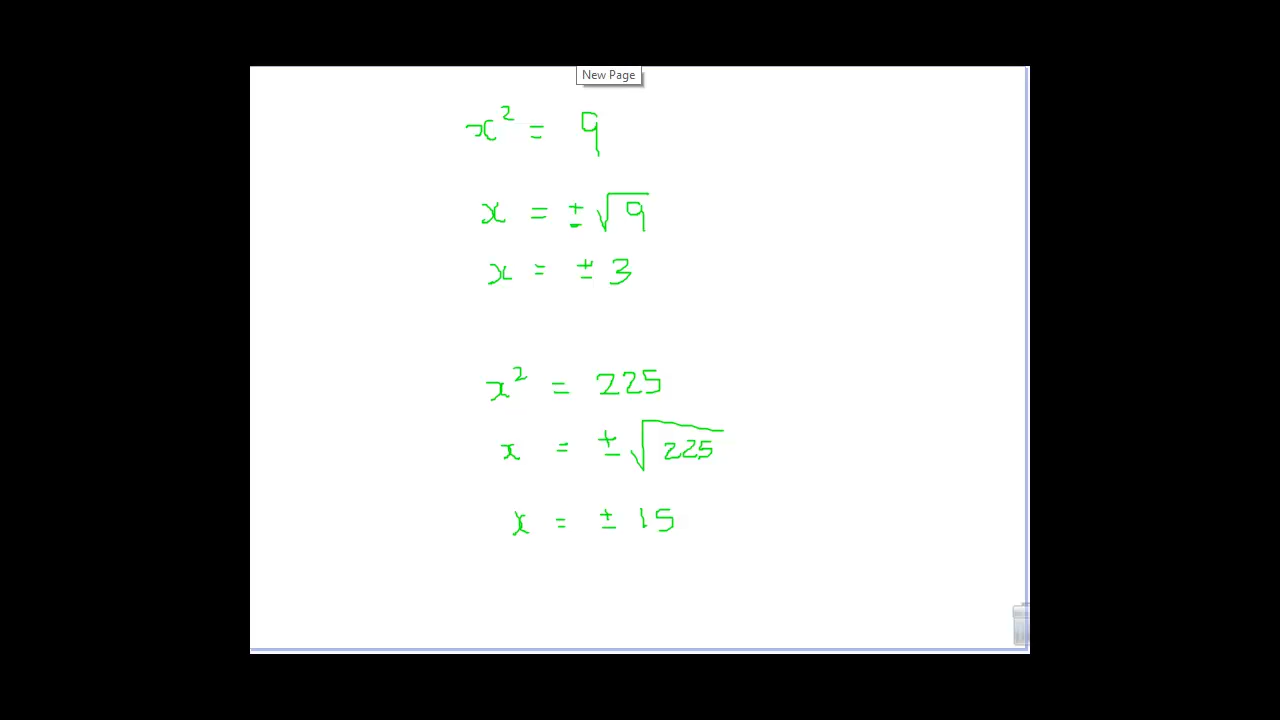 New Page
x² = 9
x = ±√9
x = ±3
x² = 225
x = ±√225
x = ±15